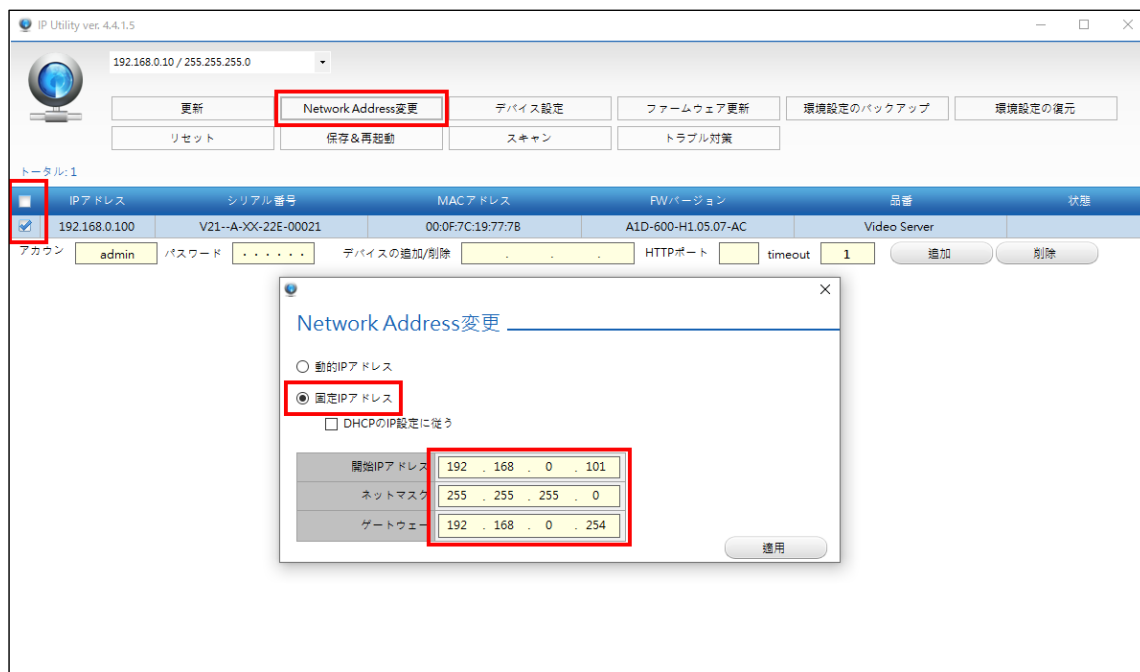 IP Utility ver. 4.4.1.5
192.168.0.10 / 255.255.255.0
更新 Network Address変更 デバイス設定 ファームウェア更新 環境設定のバックアップ 環境設定の復元
リセット 保存&再起動 スキャン トラブル対策
トータル: 1
IPアドレス シリアル番号 MACアドレス FWバージョン 品番 状態
192.168.0.100 V21--A-XX-22E-00021 00:0F:7C:19:77:7B A1D-600-H1.05.07-AC Video Server
アカウン admin パスワード ・・・・・・ デバイスの追加/削除 . . . HTTPポート timeout 1 追加 削除
Network Address変更
動的IPアドレス
固定IPアドレス
DHCPのIP設定に従う
開始IPアドレス 192 . 168 . 0 . 101
ネットマスク 255 . 255 . 255 . 0
ゲートウェー 192 . 168 . 0 . 254
適用